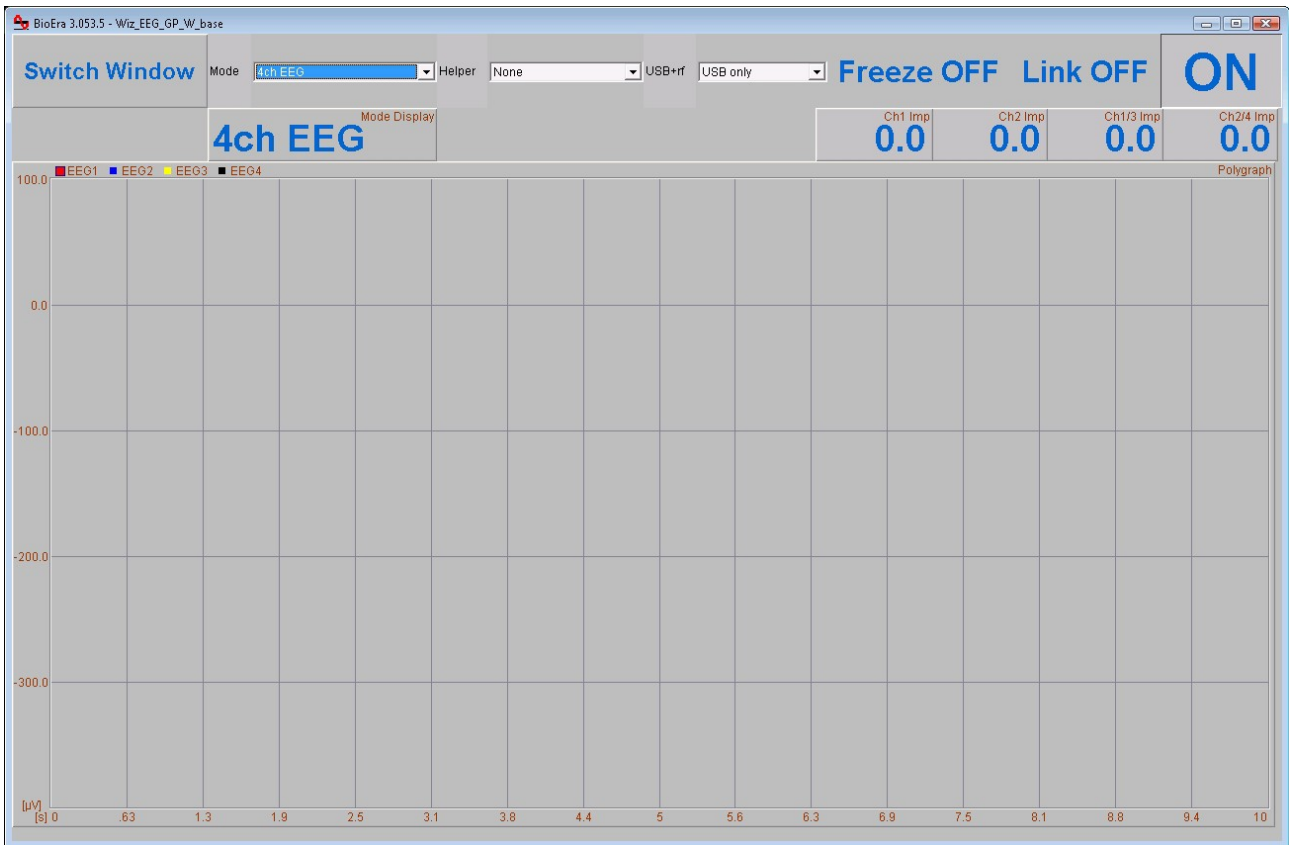 BioEra 3.053.5 - Wiz_EEG_GP_W_base
Switch Window Mode 4ch EEG Helper None USB+rf USB only Freeze OFF Link OFF ON
Mode Display Ch1 Imp Ch2 Imp Ch1/3 Imp Ch2/4 Imp
4ch EEG 0.0 0.0 0.0 0.0
EEG1 EEG2 EEG3 EEG4 Polygraph
100.0
0.0
-100.0
-200.0
-300.0
[µV]
[s] 0 .63 1.3 1.9 2.5 3.1 3.8 4.4 5 5.6 6.3 6.9 7.5 8.1 8.8 9.4 10